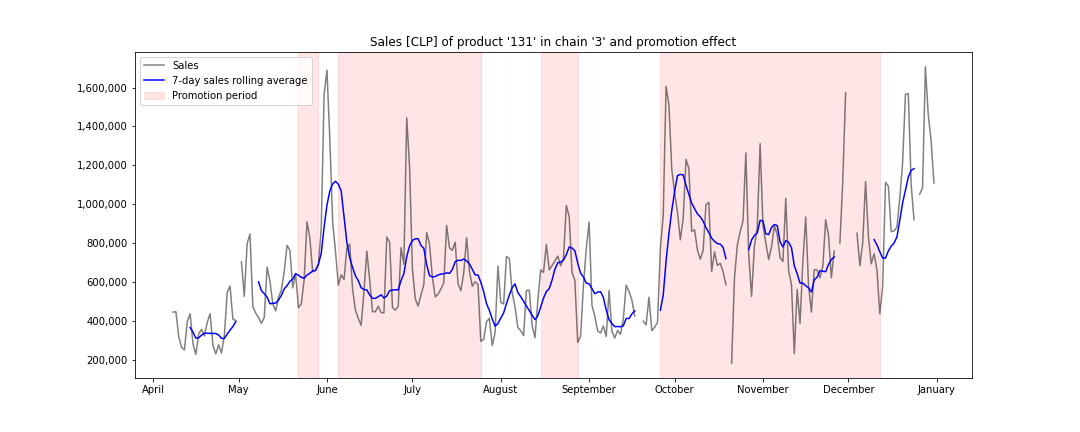 Sales [CLP] of product '131' in chain '3' and promotion effect
Sales
7-day sales rolling average
Promotion period
1,600,000
1,400,000
1,200,000
1,000,000
800,000
600,000
400,000
200,000
April May June July August September October November December January